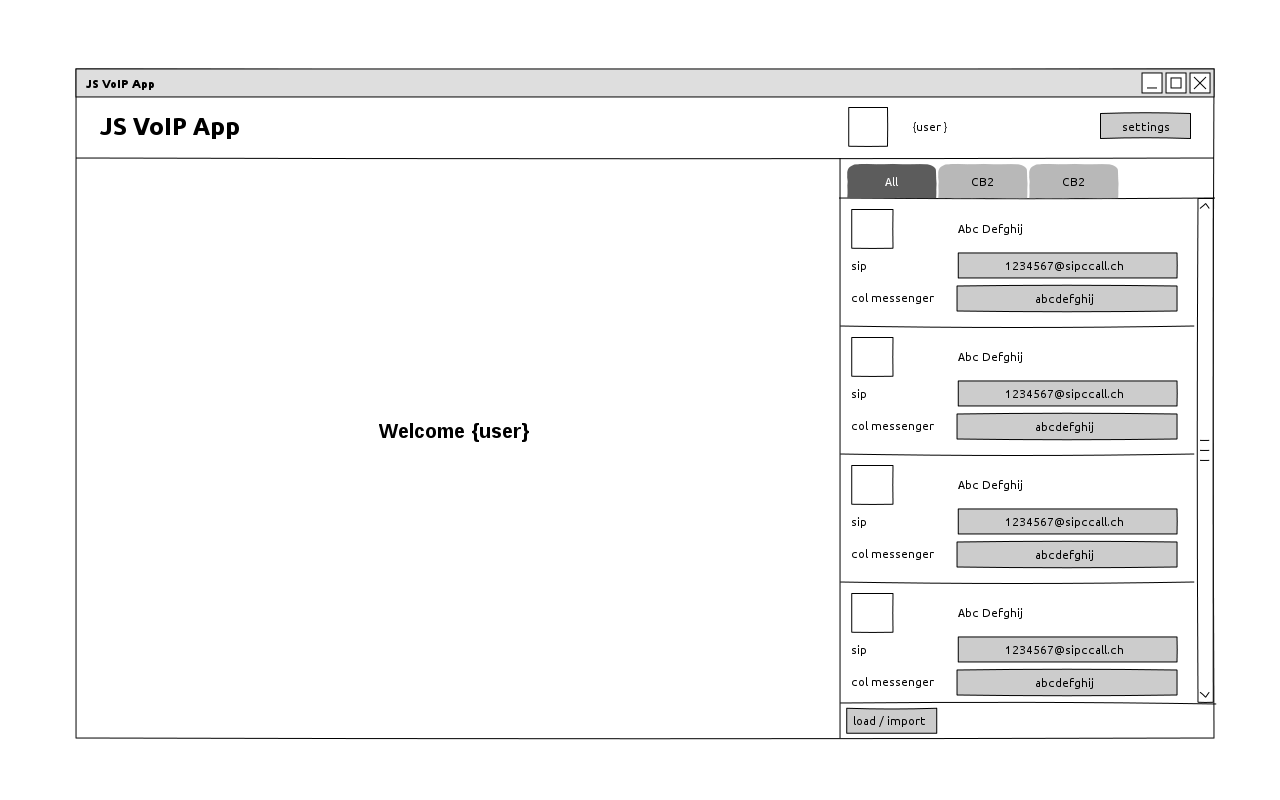 JS VoIP App
JS VoIP App
{user}
settings
All
CB2
CB2
Abc Defghij
sip
1234567@sipccall.ch
col messenger
abcdefghij
Abc Defghij
sip
1234567@sipccall.ch
col messenger
abcdefghij
Welcome {user}
Abc Defghij
sip
1234567@sipccall.ch
col messenger
abcdefghij
Abc Defghij
sip
1234567@sipccall.ch
col messenger
abcdefghij
load / import